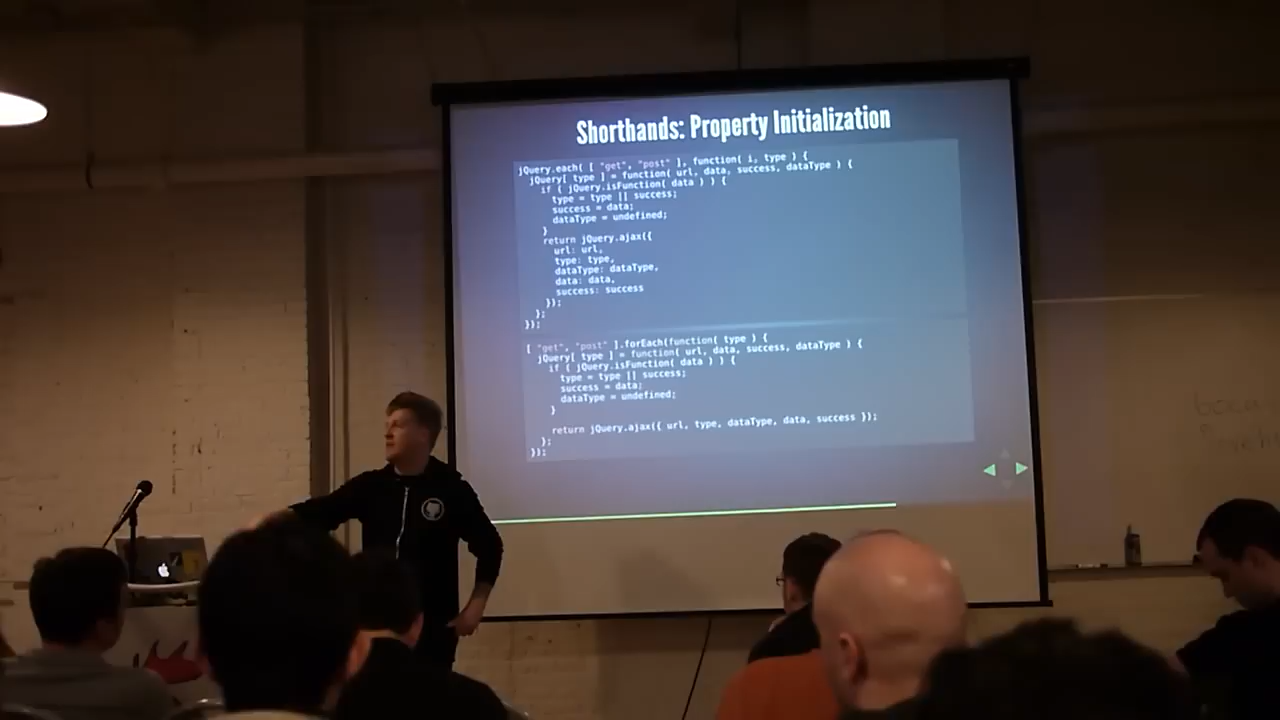 Shorthands: Property Initialization
jQuery.each( [ "get", "post" ], function( i, type ) {
jQuery[ type ] = function( url, data, success, dataType ) {
if ( jQuery.isFunction( data ) ) {
type = type || success;
success = data;
dataType = undefined;
}
return jQuery.ajax({
url: url,
type: type,
dataType: dataType,
data: data,
success: success
});
};
});
[ "get", "post" ].forEach(function( type ) {
jQuery[ type ] = function( url, data, success, dataType ) {
if ( jQuery.isFunction( data ) ) {
type = type || success;
success = data;
dataType = undefined;
}
return jQuery.ajax({ url, type, dataType, data, success });
};
});